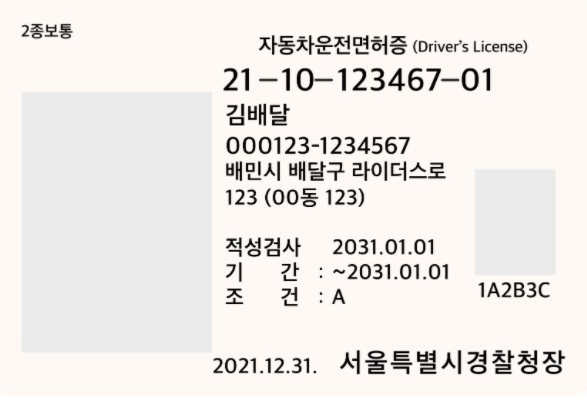 2종보통
자동차운전면허증 (Driver's License)
21-10-123467-01
김배달
000123-1234567
배민시 배달구 라이더스로
123 (00동 123)
적성검사 2031.01.01
기 간 : ~2031.01.01
조 건 : A
1A2B3C
2021.12.31. 서울특별시경찰청장